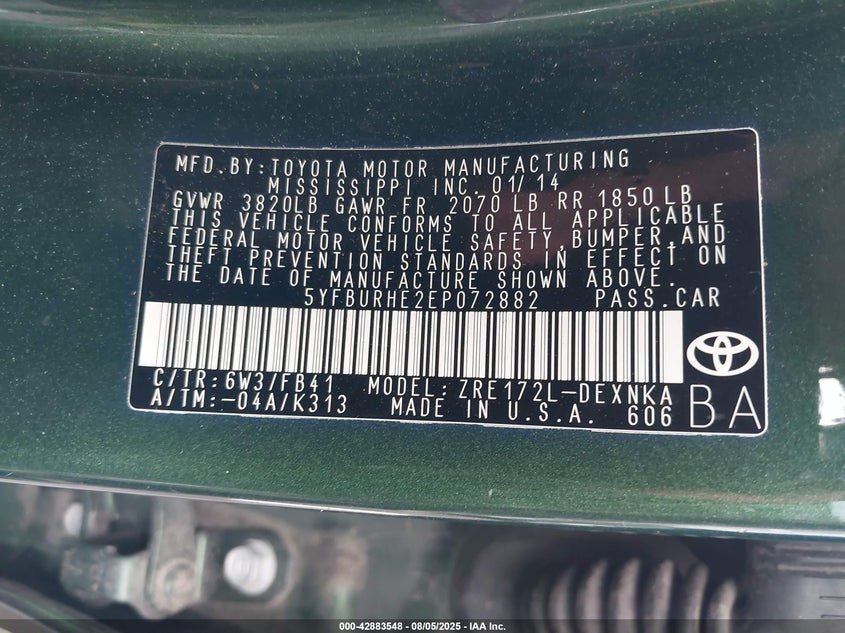 MFD.BY:TOYOTA MOTOR MANUFACTURING
MISSISSIPPI INC. 01/14
GVWR 3820LB GAWR FR 2070 LB RR 1850 LB
THIS VEHICLE CONFORMS TO ALL APPLICABLE
FEDERAL MOTOR VEHICLE SAFETY,BUMPER,AND
THEFT PREVENTION STANDARDS IN EFFECT ON
THE DATE OF MANUFACTURE SHOWN ABOVE.
5YFBURHE2EP072882 PASS.CAR
C/TR:6W3/FB41 MODEL:ZRE172L-DEXNKA
A/TM:-04A/K313 MADE IN U.S.A. 606
BA
000-42883548 - 08/05/2025 - IAA Inc.